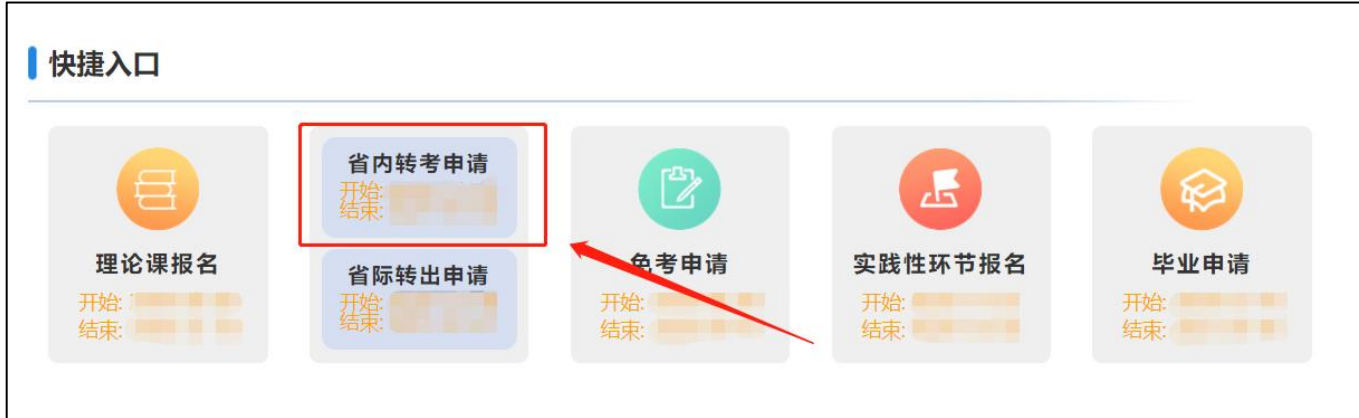 快捷入口
理论课报名
开始:
结束:
省内转考申请
开始:
结束:
省际转出申请
开始:
结束:
免考申请
开始:
结束:
实践性环节报名
开始:
结束:
毕业申请
开始:
结束: